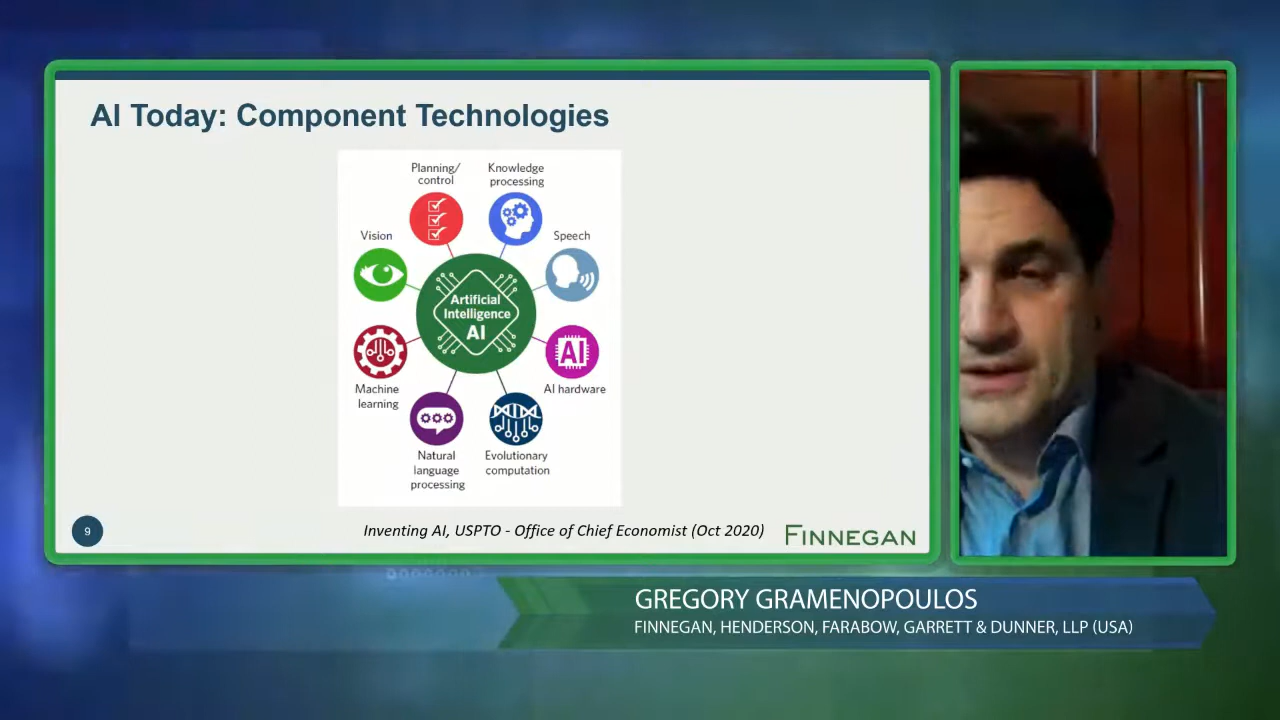 AI Today: Component Technologies
Planning/
control
Knowledge
processing
Vision
Speech
Artificial
Intelligence
AI
AI
Machine
learning
AI hardware
Natural
language
processing
Evolutionary
computation
9
Inventing AI, USPTO - Office of Chief Economist (Oct 2020)
FINNEGAN
GREGORY GRAMENOPOULOS
FINNEGAN, HENDERSON, FARABOW, GARRETT & DUNNER, LLP (USA)